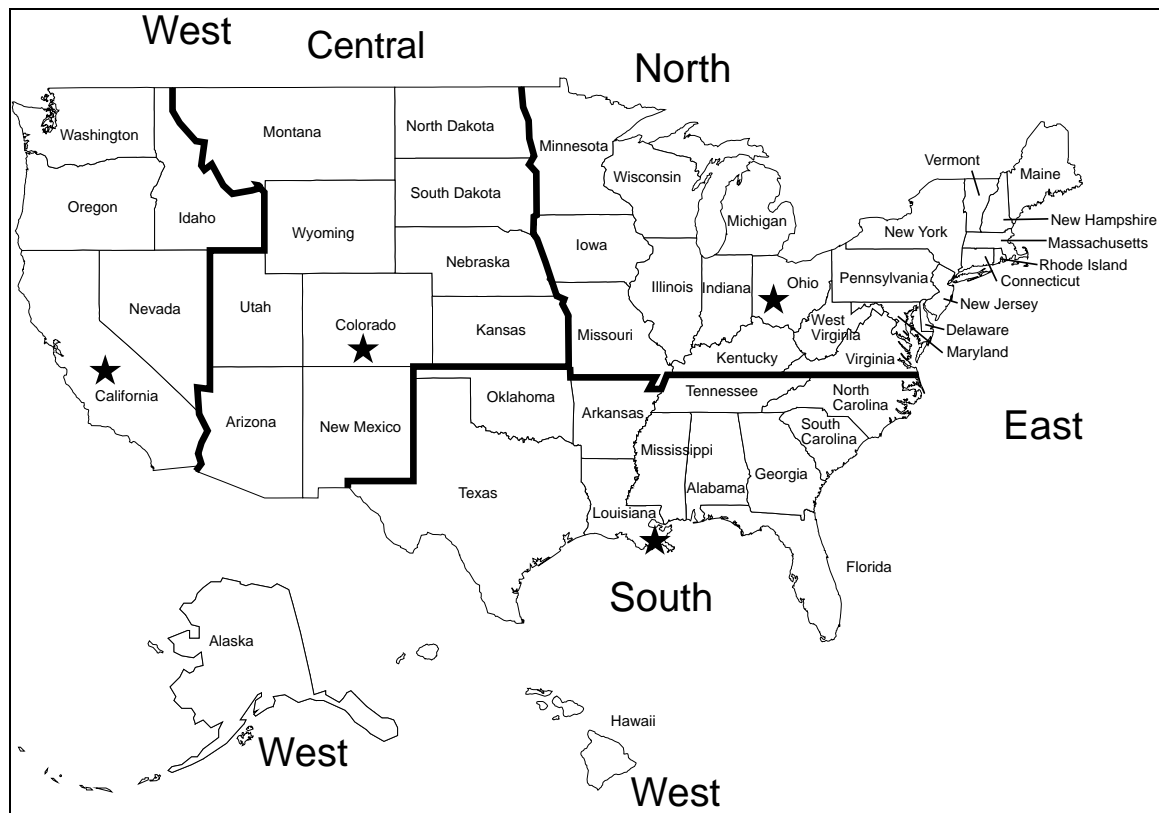 West
Central
North
Washington
Montana
North Dakota
Minnesota
Vermont
Maine
Oregon
Idaho
Wyoming
South Dakota
Wisconsin
Michigan
New York
New Hampshire
Massachusetts
Rhode Island
Connecticut
Nevada
Utah
Colorado
Nebraska
Iowa
Illinois
Indiana
Ohio
Pennsylvania
New Jersey
Kansas
Missouri
West
Virginia
Delaware
Maryland
Kentucky
Virginia
California
Arizona
New Mexico
Oklahoma
Arkansas
Tennessee
North
Carolina
South
Carolina
East
Texas
Louisiana
Mississippi
Alabama
Georgia
Florida
South
Alaska
Hawaii
West
West